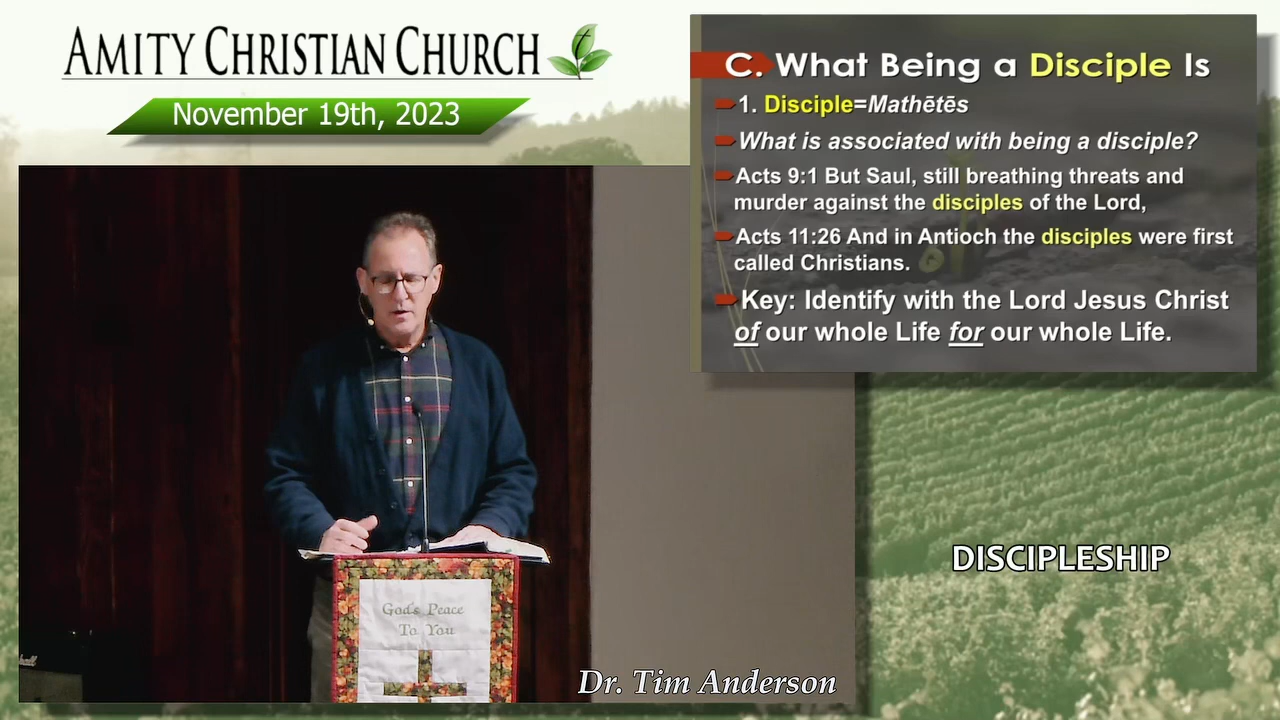 AMITY CHRISTIAN CHURCH
November 19th, 2023
C. What Being a Disciple Is
1. Disciple=Mathētēs
What is associated with being a disciple?
Acts 9:1 But Saul, still breathing threats and
murder against the disciples of the Lord,
Acts 11:26 And in Antioch the disciples were first
called Christians.
Key: Identify with the Lord Jesus Christ
of our whole Life for our whole Life.
God's Peace
To You
DISCIPLESHIP
Dr. Tim Anderson